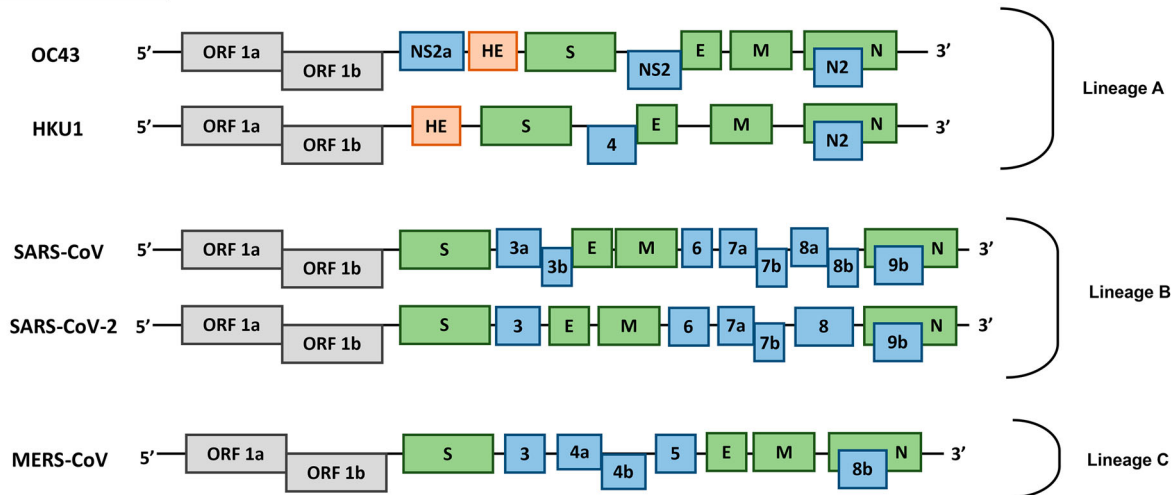 OC43 5’ ORF 1a ORF 1b NS2a HE S NS2 E M N2 N 3’
Lineage A
HKU1 5’ ORF 1a ORF 1b HE S 4 E M N2 N 3’
SARS-CoV 5’ ORF 1a ORF 1b S 3a 3b E M 6 7a 7b 8a 8b 9b N 3’
Lineage B
SARS-CoV-2 5’ ORF 1a ORF 1b S 3 E M 6 7a 7b 8 9b N 3’
MERS-CoV 5’ ORF 1a ORF 1b S 3 4a 4b 5 E M 8b N 3’
Lineage C